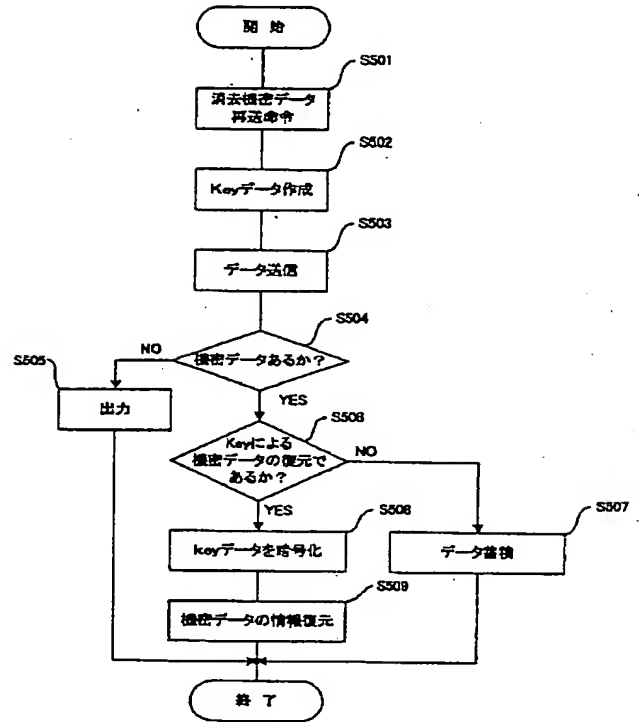 開始
S501
消去機密データ
再送命令
S502
Keyデータ作成
S503
データ送信
S504
機密データあるか？
NO
S505
出力
YES
S506
Keyによる
機密データの復元で
あるか？
NO
S507
データ蓄積
YES
S508
keyデータを暗号化
S509
機密データの情報復元
終了